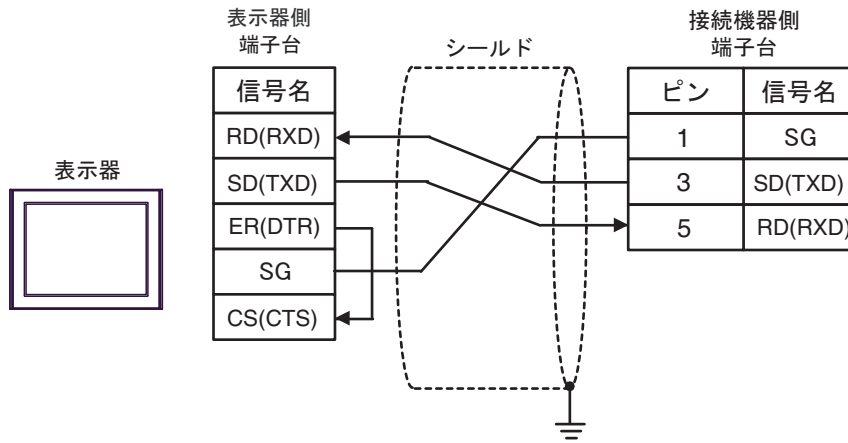 表示器側
端子台
シールド
接続機器側
端子台
信号名
ピン 信号名
RD(RXD)
1 SG
表示器
SD(TXD)
3 SD(TXD)
ER(DTR)
5 RD(RXD)
SG
CS(CTS)